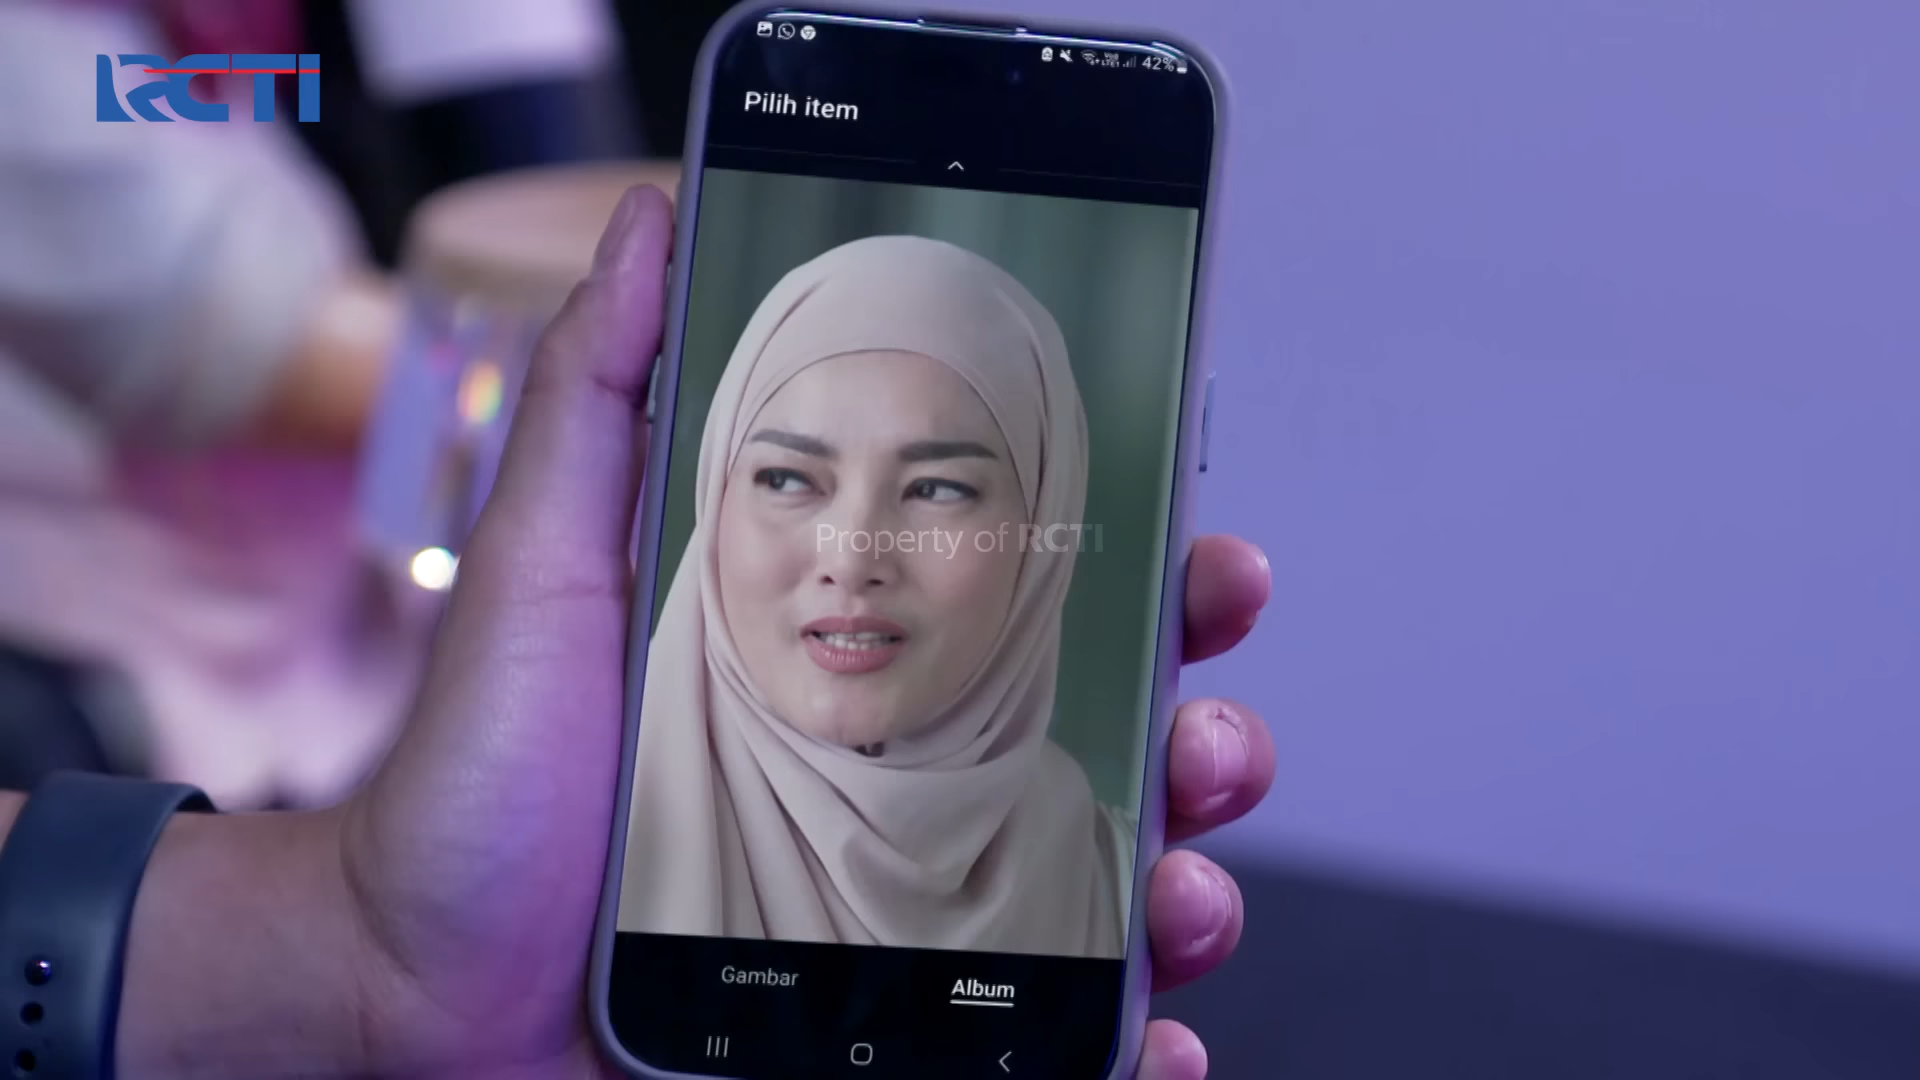 RCTI
42%
Pilih item
Property of RCTI
Gambar
Album